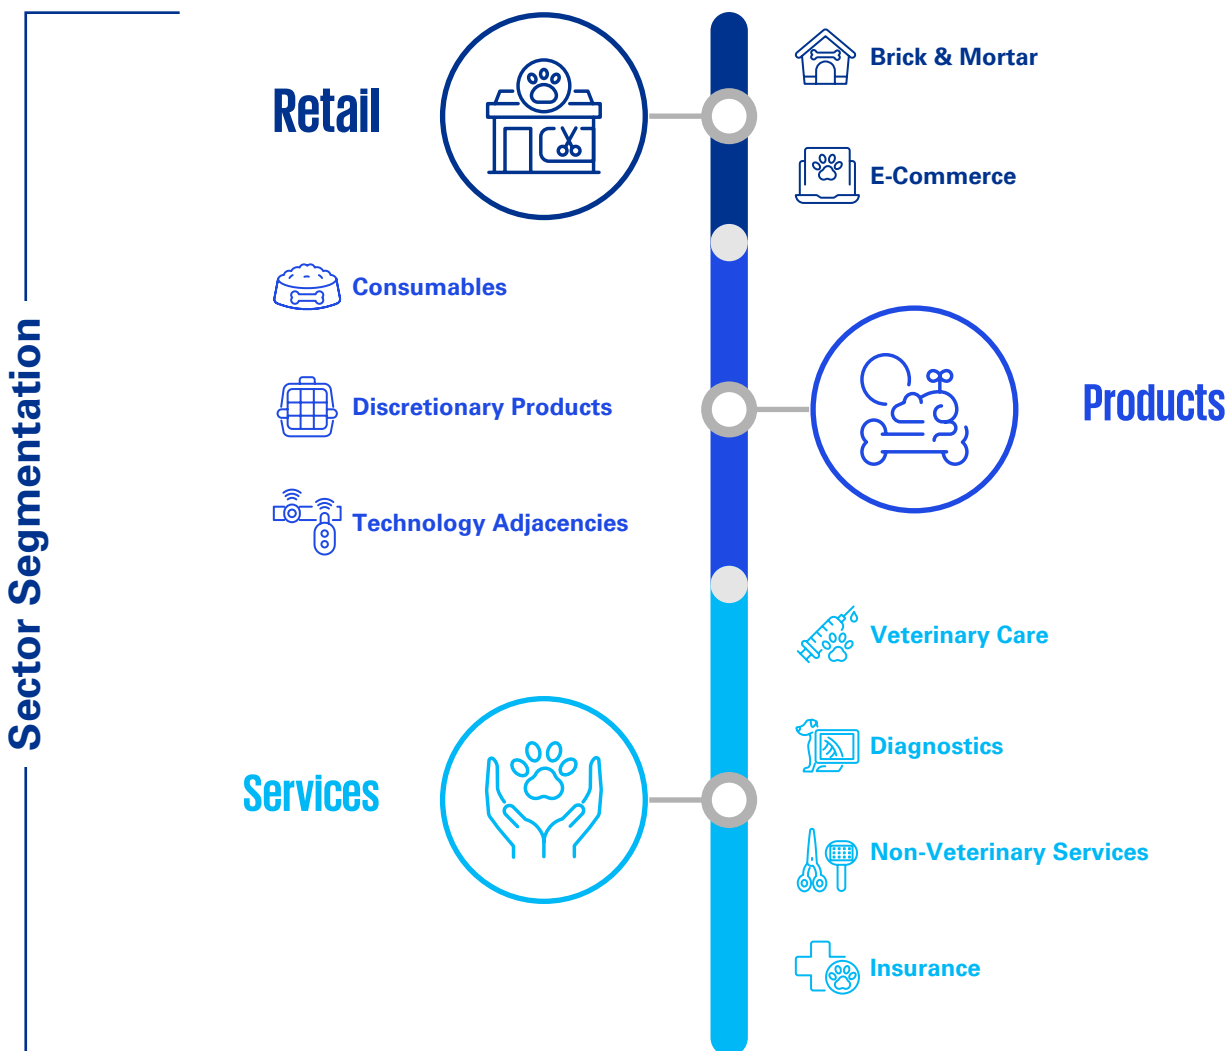 Sector Segmentation
Retail
Brick & Mortar
E-Commerce
Consumables
Discretionary Products
Technology Adjacencies
Products
Services
Veterinary Care
Diagnostics
Non-Veterinary Services
Insurance